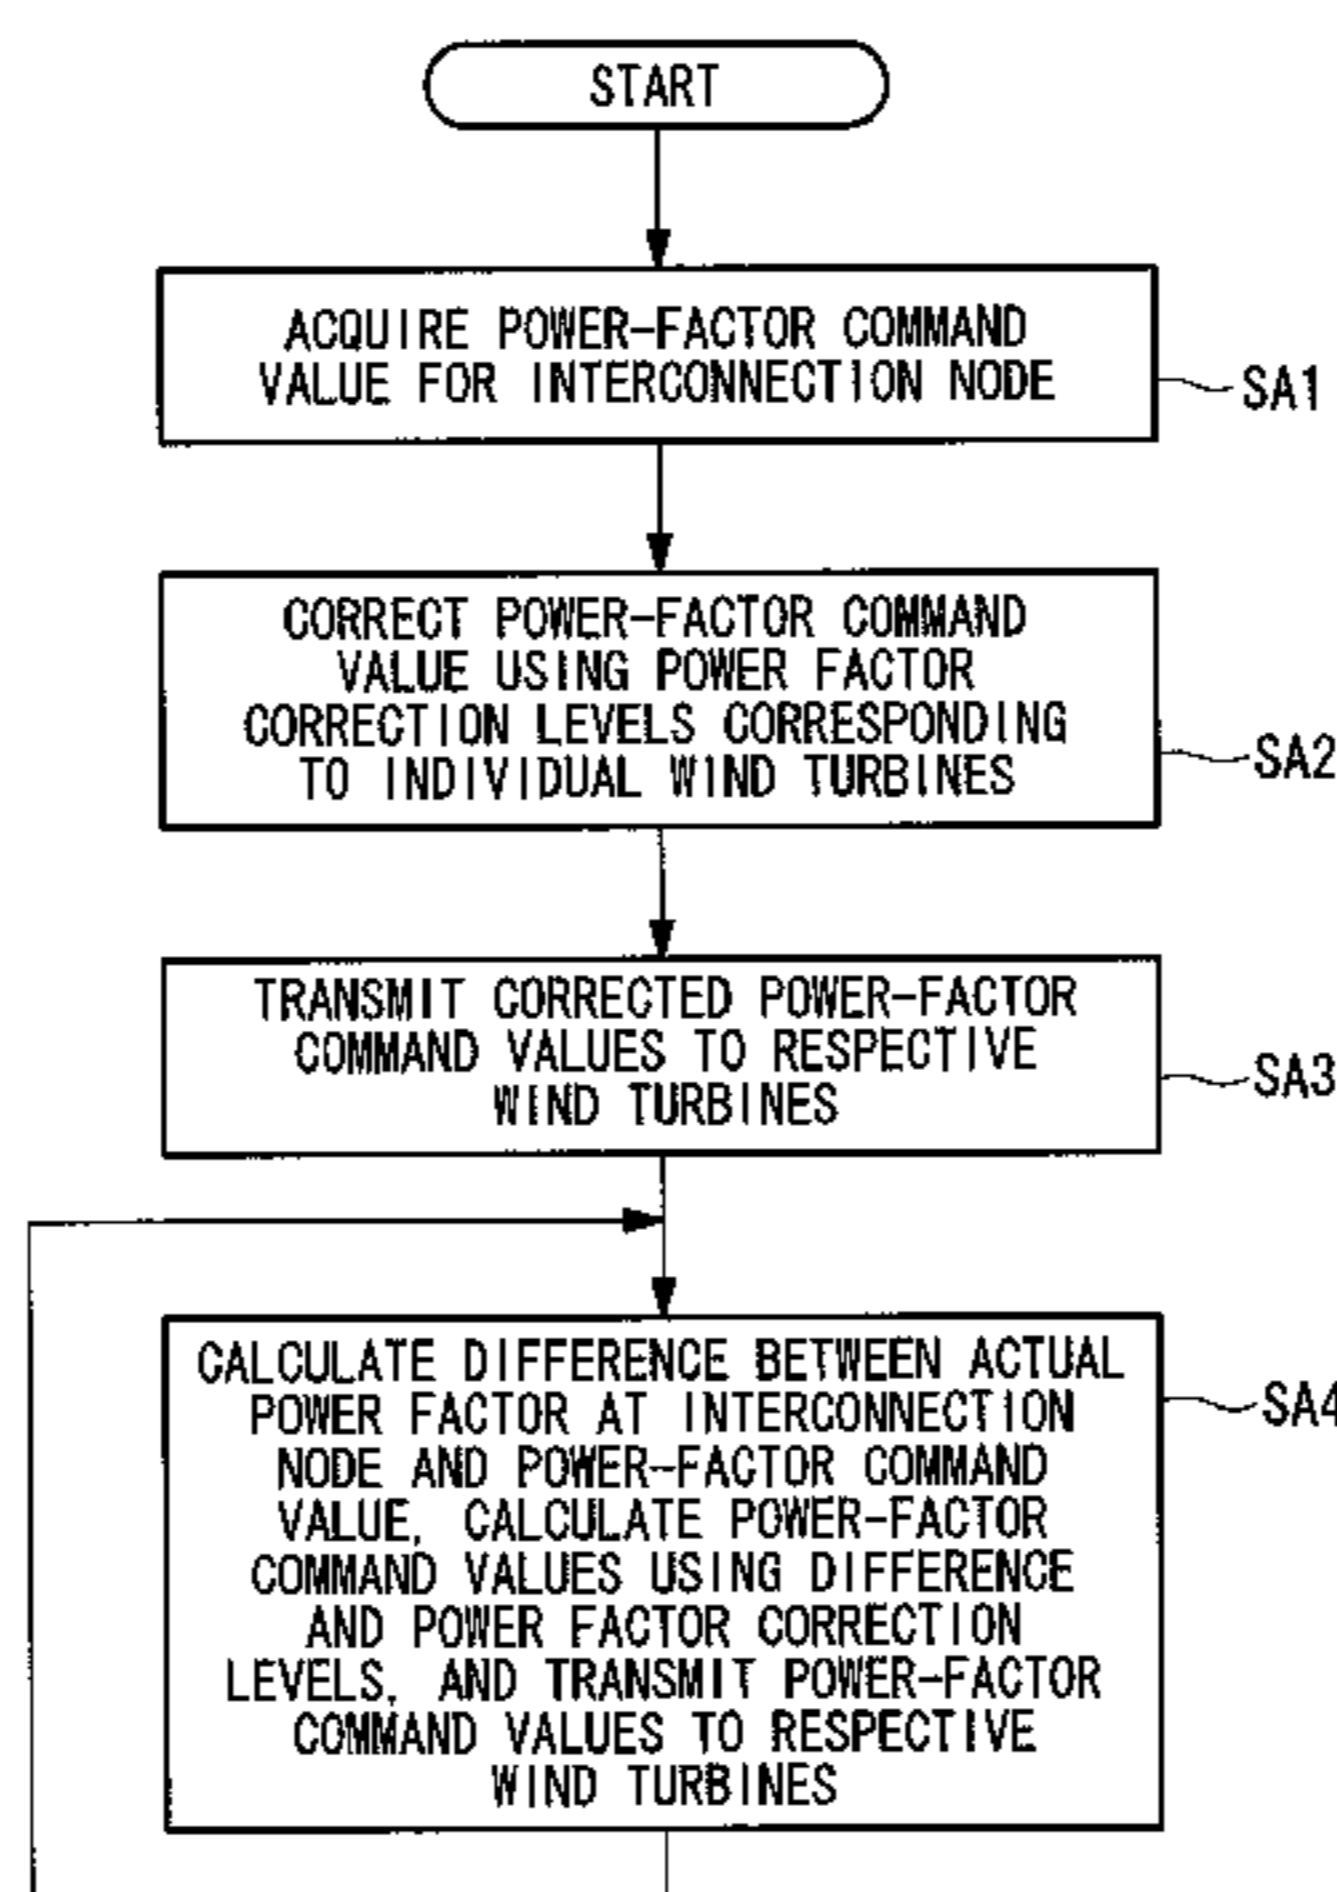 START
ACQUIRE POWER-FACTOR COMMAND
VALUE FOR INTERCONNECTION NODE
SA1
CORRECT POWER-FACTOR COMMAND
VALUE USING POWER FACTOR
CORRECTION LEVELS CORRESPONDING
TO INDIVIDUAL WIND TURBINES
SA2
TRANSMIT CORRECTED POWER-FACTOR
COMMAND VALUES TO RESPECTIVE
WIND TURBINES
SA3
CALCULATE DIFFERENCE BETWEEN ACTUAL
POWER FACTOR AT INTERCONNECTION
NODE AND POWER-FACTOR COMMAND
VALUE, CALCULATE POWER-FACTOR
COMMAND VALUES USING DIFFERENCE
AND POWER FACTOR CORRECTION
LEVELS, AND TRANSMIT POWER-FACTOR
COMMAND VALUES TO RESPECTIVE
WIND TURBINES
SA4